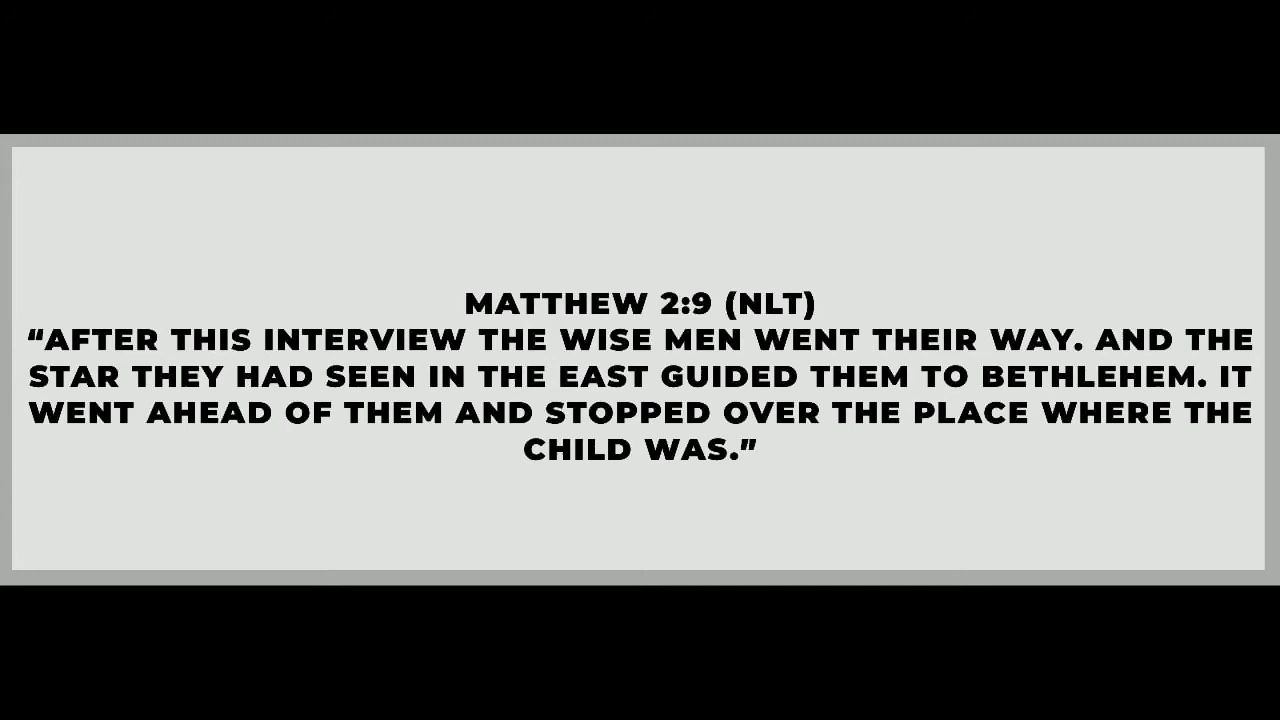 MATTHEW 2:9 (NLT)
“AFTER THIS INTERVIEW THE WISE MEN WENT THEIR WAY. AND THE
STAR THEY HAD SEEN IN THE EAST GUIDED THEM TO BETHLEHEM. IT
WENT AHEAD OF THEM AND STOPPED OVER THE PLACE WHERE THE
CHILD WAS.”